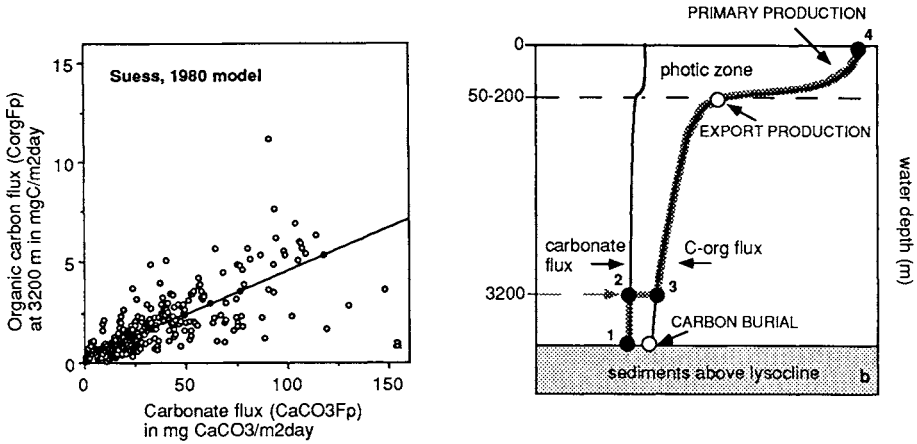 15
10
5
0
0
50
100
150
Suess, 1980 model
a
Organic carbon flux (CorgFp)
at 3200 m in mgC/m2day
Carbonate flux (CaCO3Fp)
in mg CaCO3/m2day
PRIMARY PRODUCTION
4
0
photic zone
50-200
EXPORT PRODUCTION
water depth (m)
carbonate
flux
C-org flux
2
3
3200
1
CARBON BURIAL
sediments above lysocline
b